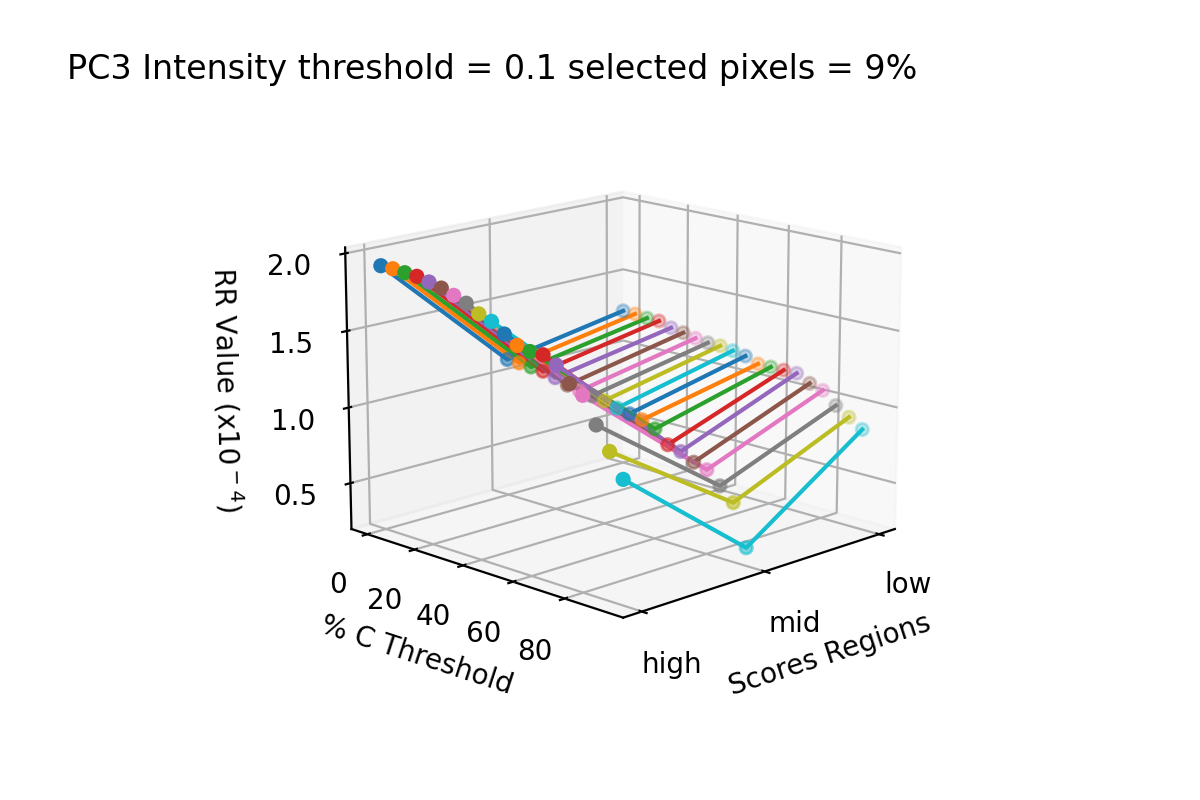 PC3 Intensity threshold = 0.1 selected pixels = 9%
RR Value (x10⁻⁴)
2.0
1.5
1.0
0.5
0
20
40
60
80
% C Threshold
high
mid
low
Scores Regions